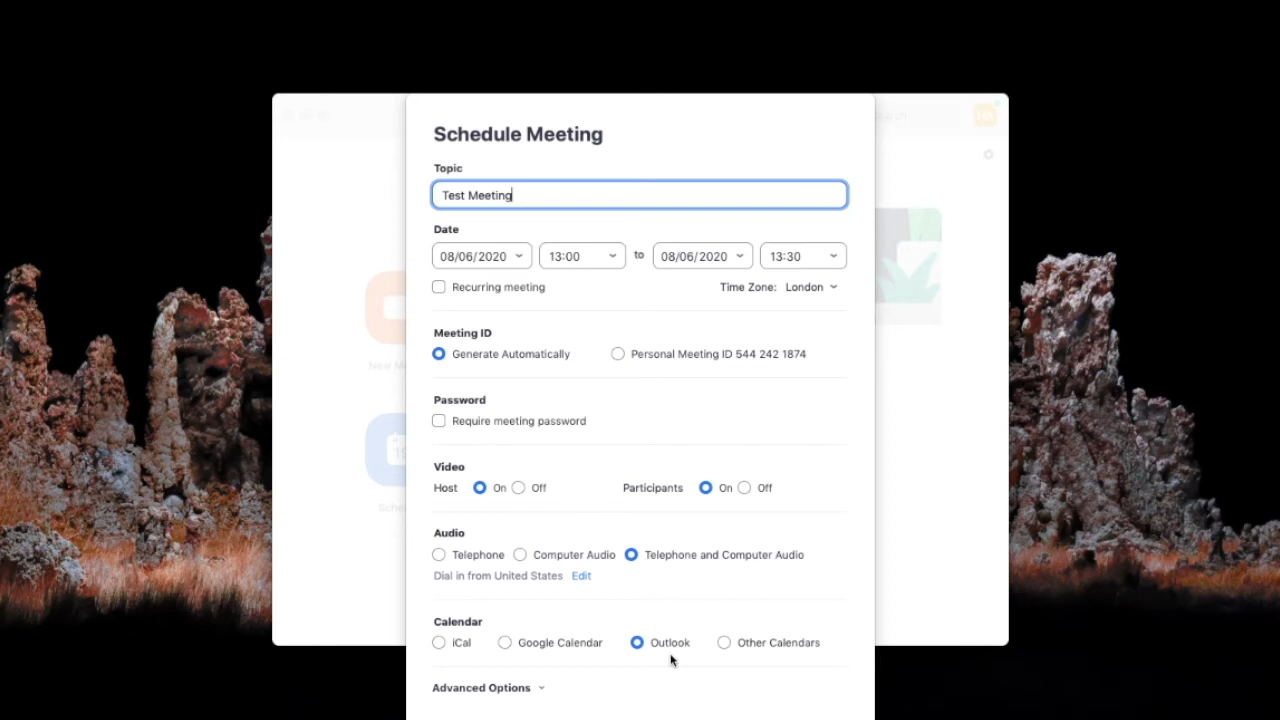 Schedule Meeting
Topic
Test Meeting
Date
08/06/2020 13:00 to 08/06/2020 13:30
Recurring meeting Time Zone: London
Meeting ID
Generate Automatically Personal Meeting ID 544 242 1874
Password
Require meeting password
Video
Host On Off Participants On Off
Audio
Telephone Computer Audio Telephone and Computer Audio
Dial in from United States Edit
Calendar
iCal Google Calendar Outlook Other Calendars
Advanced Options